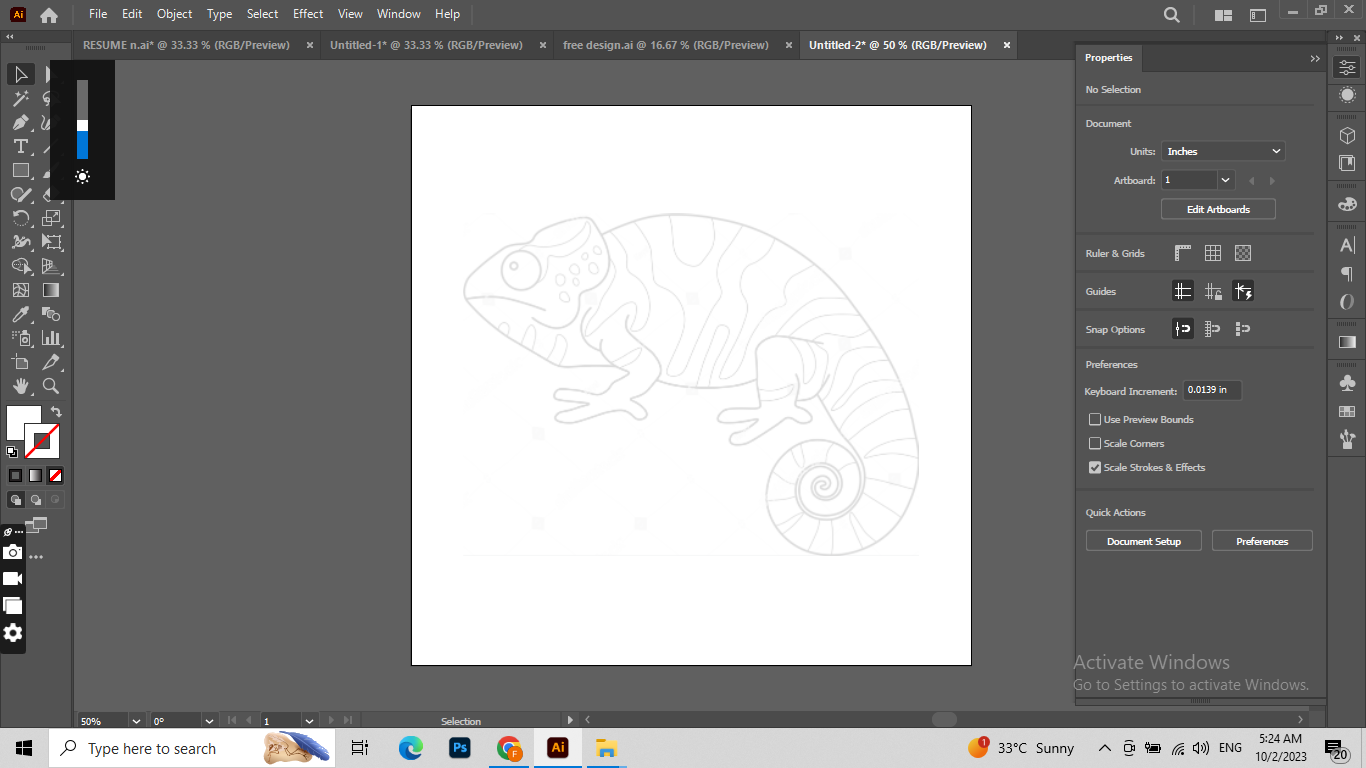 Ai File Edit Object Type Select Effect View Window Help
RESUME n.ai* @ 33.33 % (RGB/Preview) × Untitled-1* @ 33.33 % (RGB/Preview) × free design.ai @ 16.67 % (RGB/Preview) × Untitled-2* @ 50 % (RGB/Preview) ×
Properties
No Selection
Document
Units: Inches
Artboard: 1
Edit Artboards
Ruler & Grids
Guides
Snap Options
Preferences
Keyboard Increment: 0.0139 in
Use Preview Bounds
Scale Corners
Scale Strokes & Effects
Quick Actions
Document Setup Preferences
Activate Windows
Go to Settings to activate Windows.
50% 0° 1 Selection
Type here to search
Ps
F
Ai
1
33°C Sunny
ENG
5:24 AM
10/2/2023
20